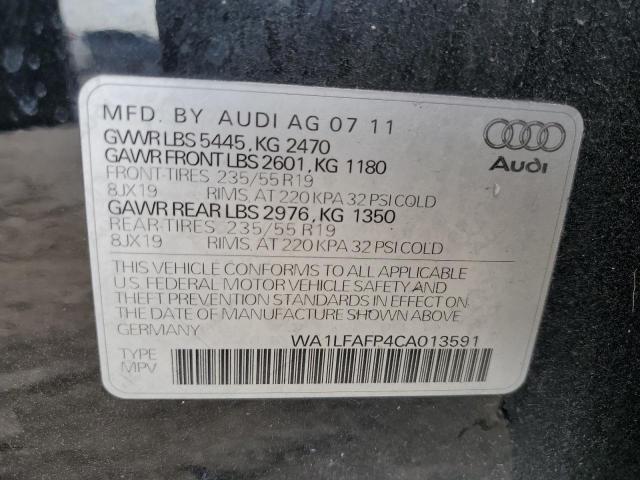 MFD. BY AUDI AG 07 11
GVWR LBS 5445, KG 2470
GAWR FRONT LBS 2601, KG 1180
FRONT-TIRES 235/55 R19
8JX19 RIMS, AT 220 KPA 32 PSI COLD
GAWR REAR LBS 2976, KG 1350
REAR-TIRES 235/55 R19
8JX19 RIMS, AT 220 KPA 32 PSI COLD
Audi
THIS VEHICLE CONFORMS TO ALL APPLICABLE
U.S. FEDERAL MOTOR VEHICLE SAFETY AND
THEFT PREVENTION STANDARDS IN EFFECT ON
THE DATE OF MANUFACTURE SHOWN ABOVE
GERMANY
WA1LFAFP4CA013591
TYPE
MPV